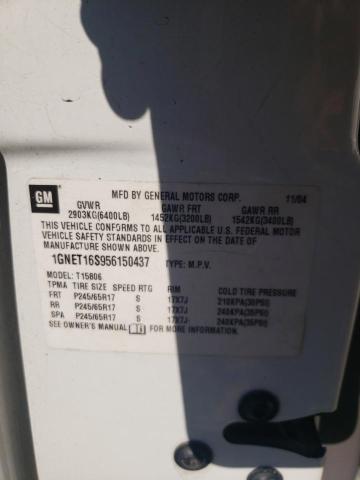 GM
MFD BY GENERAL MOTORS CORP. 11/04
GVWR GAWR FRT GAWR RR
2903KG(6400LB) 1452KG(3200LB) 1542KG(3400LB)
THIS VEHICLE CONFORMS TO ALL APPLICABLE U.S. FEDERAL MOTOR
VEHICLE SAFETY STANDARDS IN EFFECT ON THE DATE OF
MANUFACTURE SHOWN ABOVE.
1GNET16S956150437 TYPE: M.P.V.
MODEL: T15806
TPMA TIRE SIZE SPEED RTG RIM COLD TIRE PRESSURE
FRT P245/65R17 S 17X7J 210KPA(30PSI)
RR P245/65R17 S 17X7J 240KPA(35PSI)
SPA P245/65R17 S 17X7J 240KPA(35PSI)
SEE OWNER'S MANUAL FOR MORE INFORMATION.